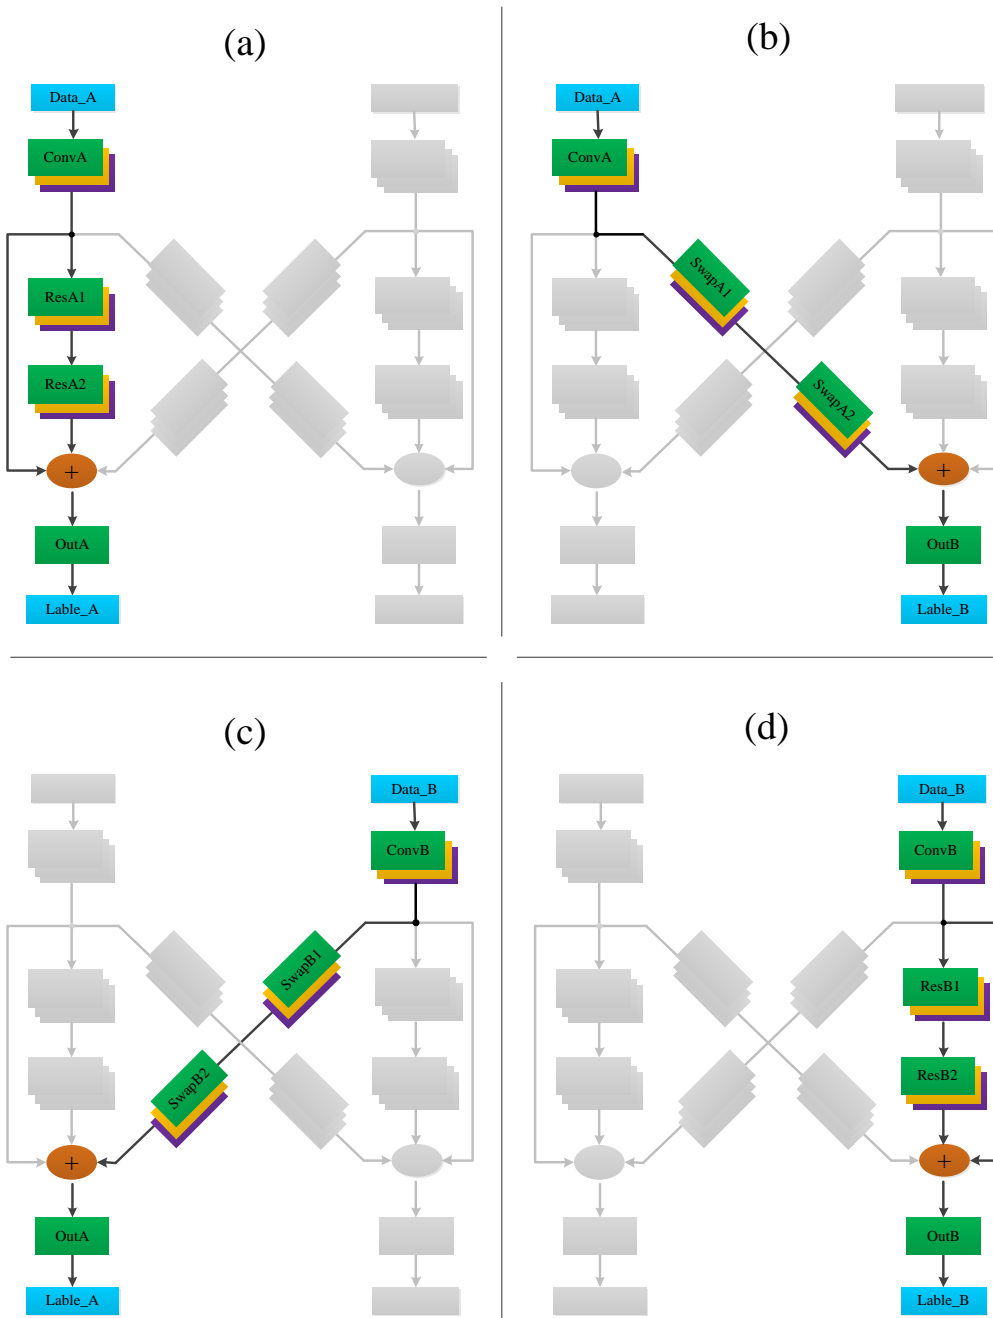 (a)
Data_A
ConvA
ResA1
ResA2
+
OutA
Lable_A
(b)
Data_A
ConvA
SwapA1
SwapA2
+
OutB
Lable_B
(c)
Data_B
ConvB
SwapB1
SwapB2
+
OutA
Lable_A
(d)
Data_B
ConvB
ResB1
ResB2
+
OutB
Lable_B